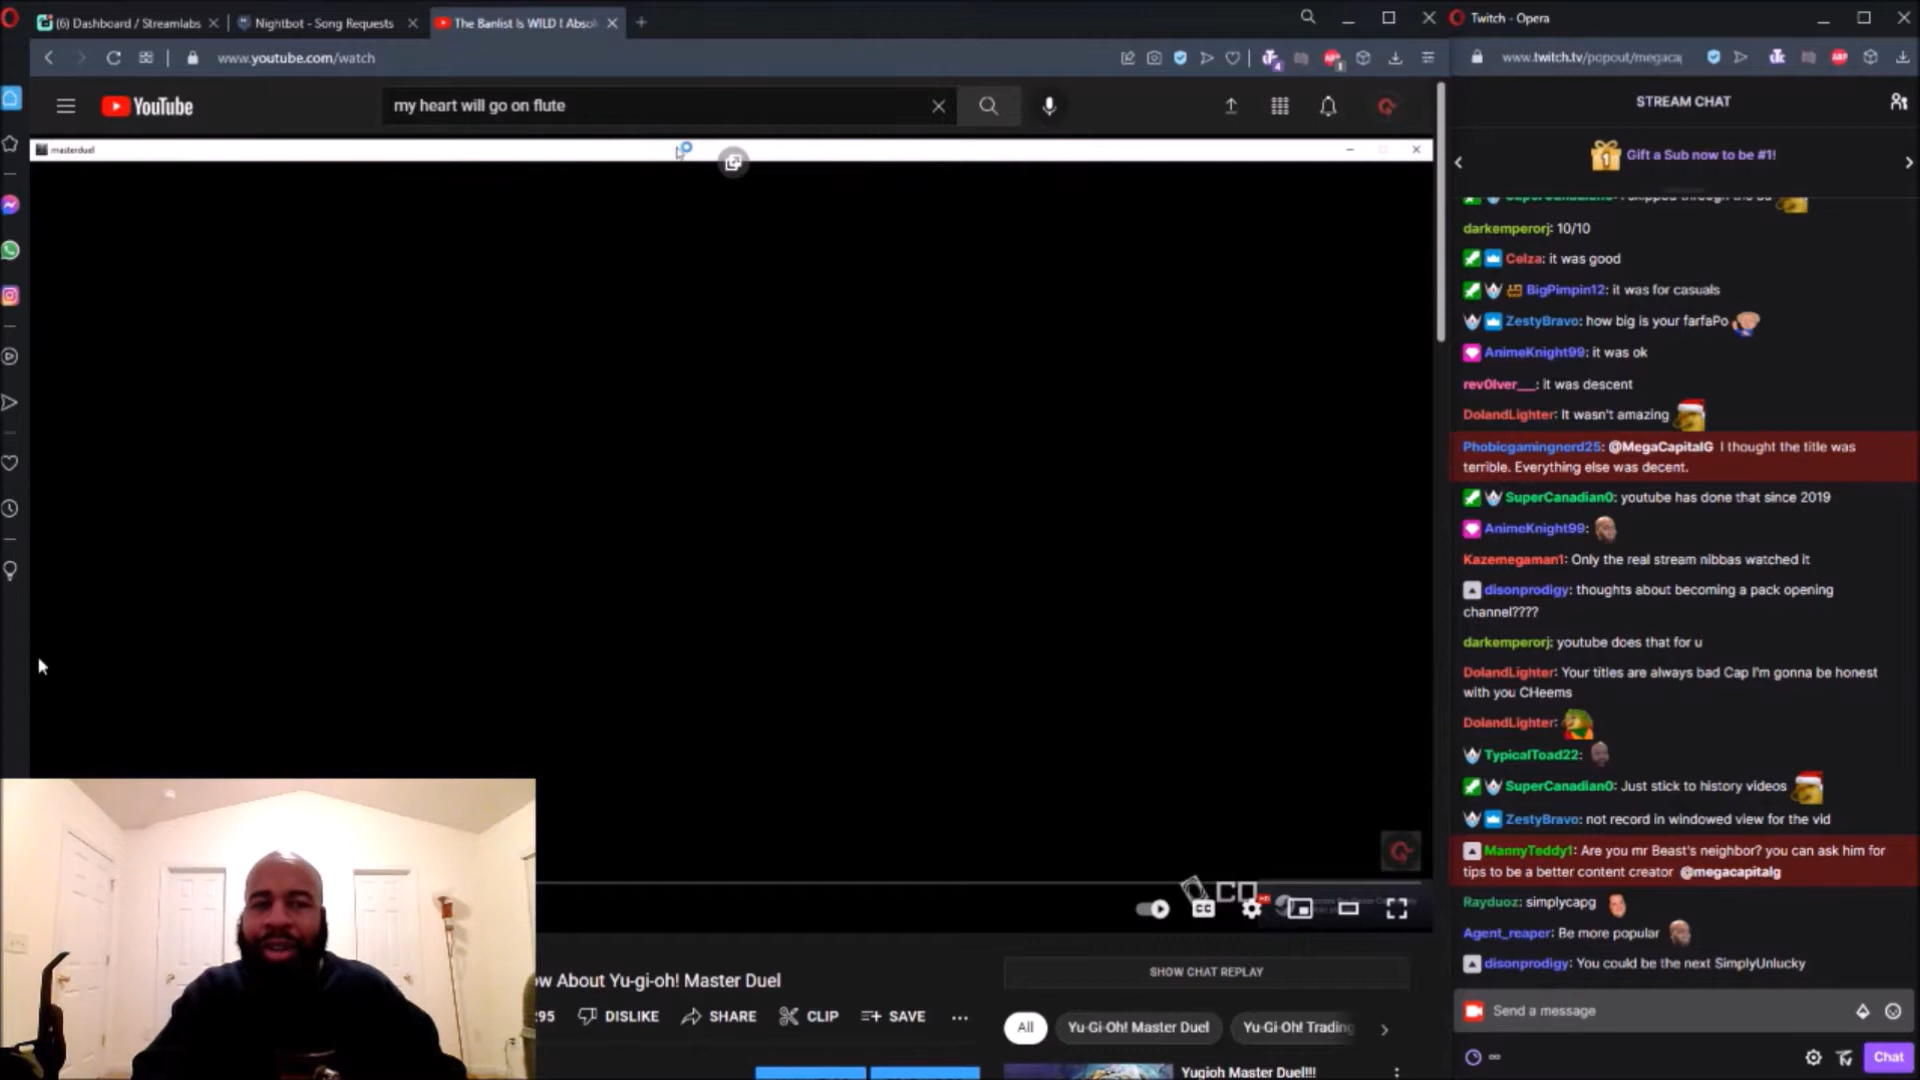 (6) Dashboard / Streamlabs
Nightbot - Song Requests
The Banlist Is WILD ! Absol
Twitch - Opera
www.youtube.com/watch
www.twitch.tv/popout/megaca
YouTube
my heart will go on flute
STREAM CHAT
masterduel
1
Gift a Sub now to be #1!
darkemperorj: 10/10
Celza: it was good
BigPimpin12: it was for casuals
ZestyBravo: how big is your farfaPo
AnimeKnight99: it was ok
rev0lver___: it was descent
DolandLighter: It wasn't amazing
Phobicgamingnerd25: @MegaCapitalG I thought the title was
terrible. Everything else was decent.
SuperCanadian0: youtube has done that since 2019
AnimeKnight99:
Kazemegaman1: Only the real stream nibbas watched it
disonprodigy: thoughts about becoming a pack opening
channel????
darkemperorj: youtube does that for u
DolandLighter: Your titles are always bad Cap I'm gonna be honest
with you CHeems
DolandLighter:
TypicalToad22:
SuperCanadian0: Just stick to history videos
ZestyBravo: not record in windowed view for the vid
MannyTeddy1: Are you mr Beast's neighbor? you can ask him for
tips to be a better content creator @megacapitalg
Rayduoz: simplycapg
Agent_reaper: Be more popular
disonprodigy: You could be the next SimplyUnlucky
CC
HD
ow About Yu-gi-oh! Master Duel
295 DISLIKE SHARE CLIP SAVE ...
SHOW CHAT REPLAY
All
Yu-Gi-Oh! Master Duel
Yu-Gi-Oh! Trading
Yugioh Master Duel!!!
Send a message
Chat